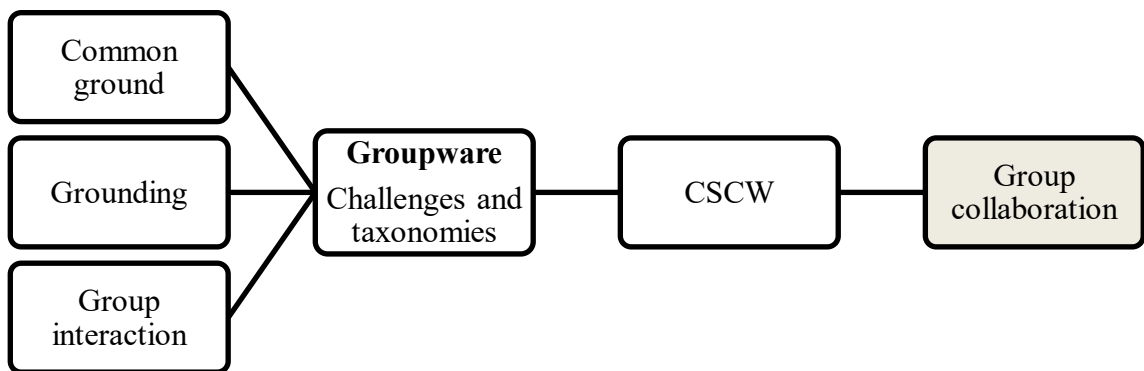 Common
ground
Grounding
Group
interaction
Groupware
Challenges and
taxonomies
CSCW
Group
collaboration